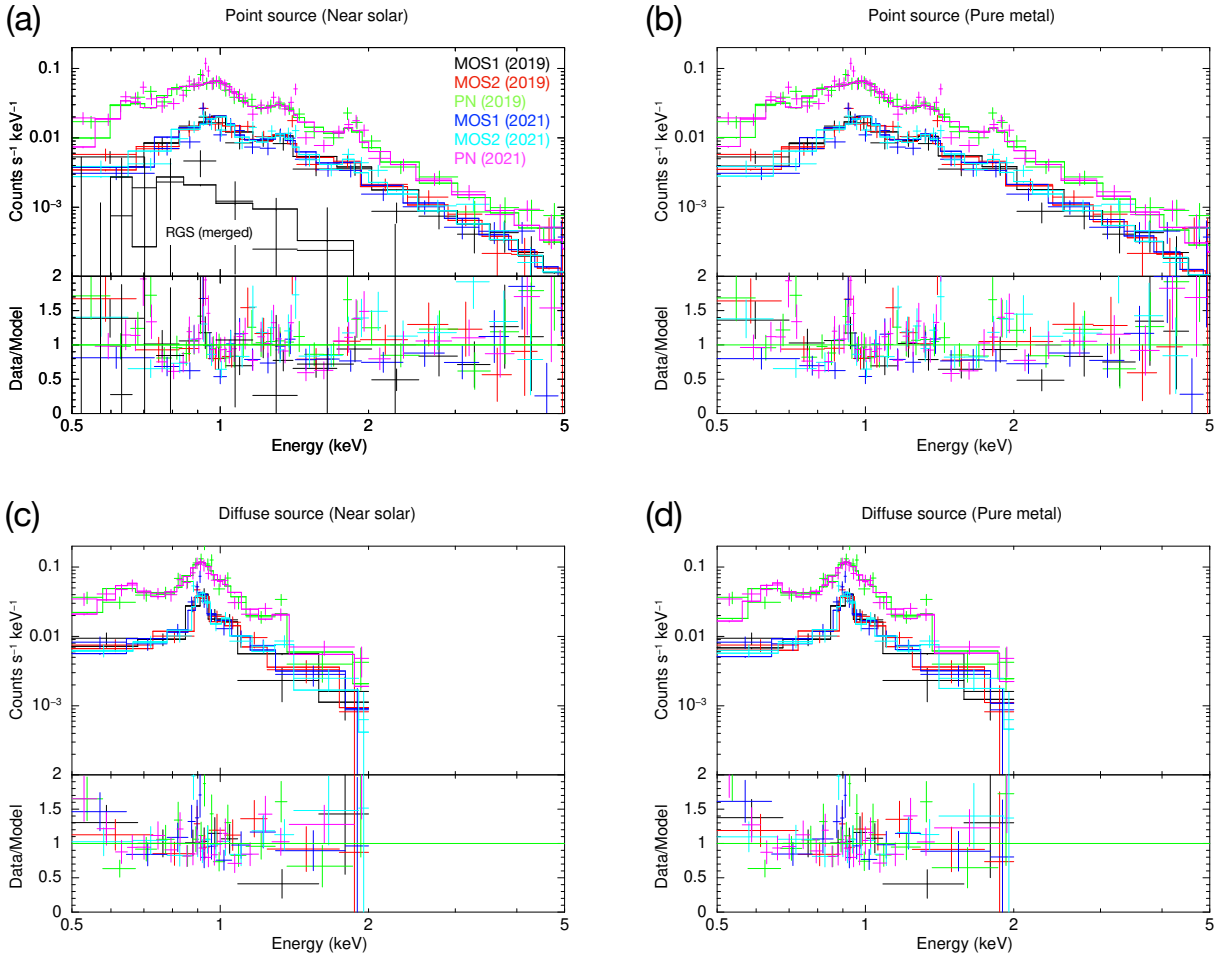 (a)
Point source (Near solar)
0.1
0.01
10⁻³
2
Counts s⁻¹ keV⁻¹
MOS1 (2019)
MOS2 (2019)
PN (2019)
MOS1 (2021)
MOS2 (2021)
PN (2021)
RGS (merged)
1.5
1
0.5
0
Data/Model
0.5
1
2
5
Energy (keV)
(b)
Point source (Pure metal)
0.1
0.01
10⁻³
2
Counts s⁻¹ keV⁻¹
1.5
1
0.5
0
Data/Model
0.5
1
2
5
Energy (keV)
(c)
Diffuse source (Near solar)
0.1
0.01
10⁻³
2
Counts s⁻¹ keV⁻¹
1.5
1
0.5
0
Data/Model
0.5
1
2
5
Energy (keV)
(d)
Diffuse source (Pure metal)
0.1
0.01
10⁻³
2
Counts s⁻¹ keV⁻¹
1.5
1
0.5
0
Data/Model
0.5
1
2
5
Energy (keV)